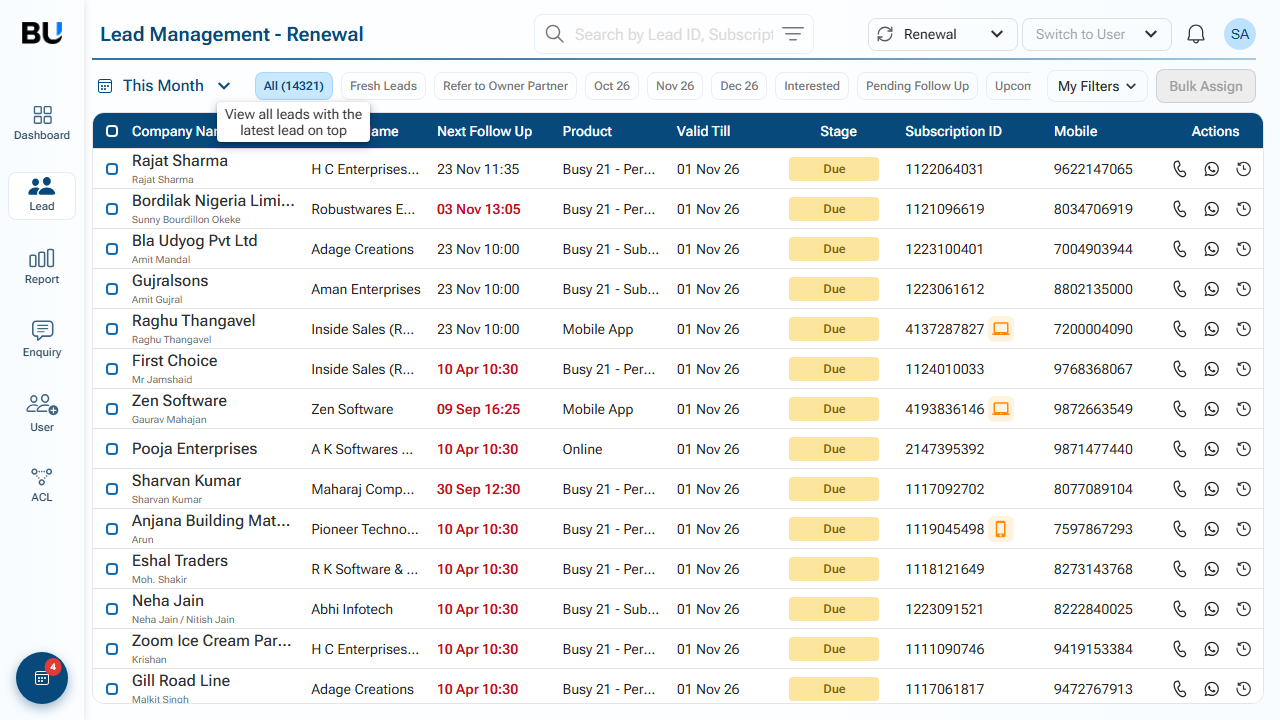 BU
Lead Management - Renewal
Search by Lead ID, Subscript
Renewal
Switch to User
SA
This Month
All (14321)
Fresh Leads
Refer to Owner Partner
Oct 26
Nov 26
Dec 26
Interested
Pending Follow Up
Upcom
My Filters
Bulk Assign
View all leads with the
latest lead on top
Dashboard
Lead
Report
Enquiry
User
ACL
4
Company Nam ame Next Follow Up Product Valid Till Stage Subscription ID Mobile Actions
Rajat Sharma
Rajat Sharma
H C Enterprises... 23 Nov 11:35 Busy 21 - Per... 01 Nov 26 Due 1122064031 9622147065
Bordilak Nigeria Limi...
Sunny Bourdillon Okeke
Robustwares E... 03 Nov 13:05 Busy 21 - Per... 01 Nov 26 Due 1121096619 8034706919
Bla Udyog Pvt Ltd
Amit Mandal
Adage Creations 23 Nov 10:00 Busy 21 - Sub... 01 Nov 26 Due 1223100401 7004903944
Gujralsons
Amit Gujral
Aman Enterprises 23 Nov 10:00 Busy 21 - Sub... 01 Nov 26 Due 1223061612 8802135000
Raghu Thangavel
Raghu Thangavel
Inside Sales (R... 23 Nov 10:00 Mobile App 01 Nov 26 Due 4137287827 7200004090
First Choice
Mr Jamshaid
Inside Sales (R... 10 Apr 10:30 Busy 21 - Per... 01 Nov 26 Due 1124010033 9768368067
Zen Software
Gaurav Mahajan
Zen Software 09 Sep 16:25 Mobile App 01 Nov 26 Due 4193836146 9872663549
Pooja Enterprises A K Softwares ... 10 Apr 10:30 Online 01 Nov 26 Due 2147395392 9871477440
Sharvan Kumar
Sharvan Kumar
Maharaj Comp... 30 Sep 12:30 Busy 21 - Per... 01 Nov 26 Due 1117092702 8077089104
Anjana Building Mat...
Arun
Pioneer Techno... 10 Apr 10:30 Busy 21 - Per... 01 Nov 26 Due 1119045498 7597867293
Eshal Traders
Moh. Shakir
R K Software & ... 10 Apr 10:30 Busy 21 - Per... 01 Nov 26 Due 1118121649 8273143768
Neha Jain
Neha Jain / Nitish Jain
Abhi Infotech 10 Apr 10:30 Busy 21 - Sub... 01 Nov 26 Due 1223091521 8222840025
Zoom Ice Cream Par...
Krishan
H C Enterprises... 10 Apr 10:30 Busy 21 - Per... 01 Nov 26 Due 1111090746 9419153384
Gill Road Line
Malkit Singh
Adage Creations 10 Apr 10:30 Busy 21 - Per... 01 Nov 26 Due 1117061817 9472767913